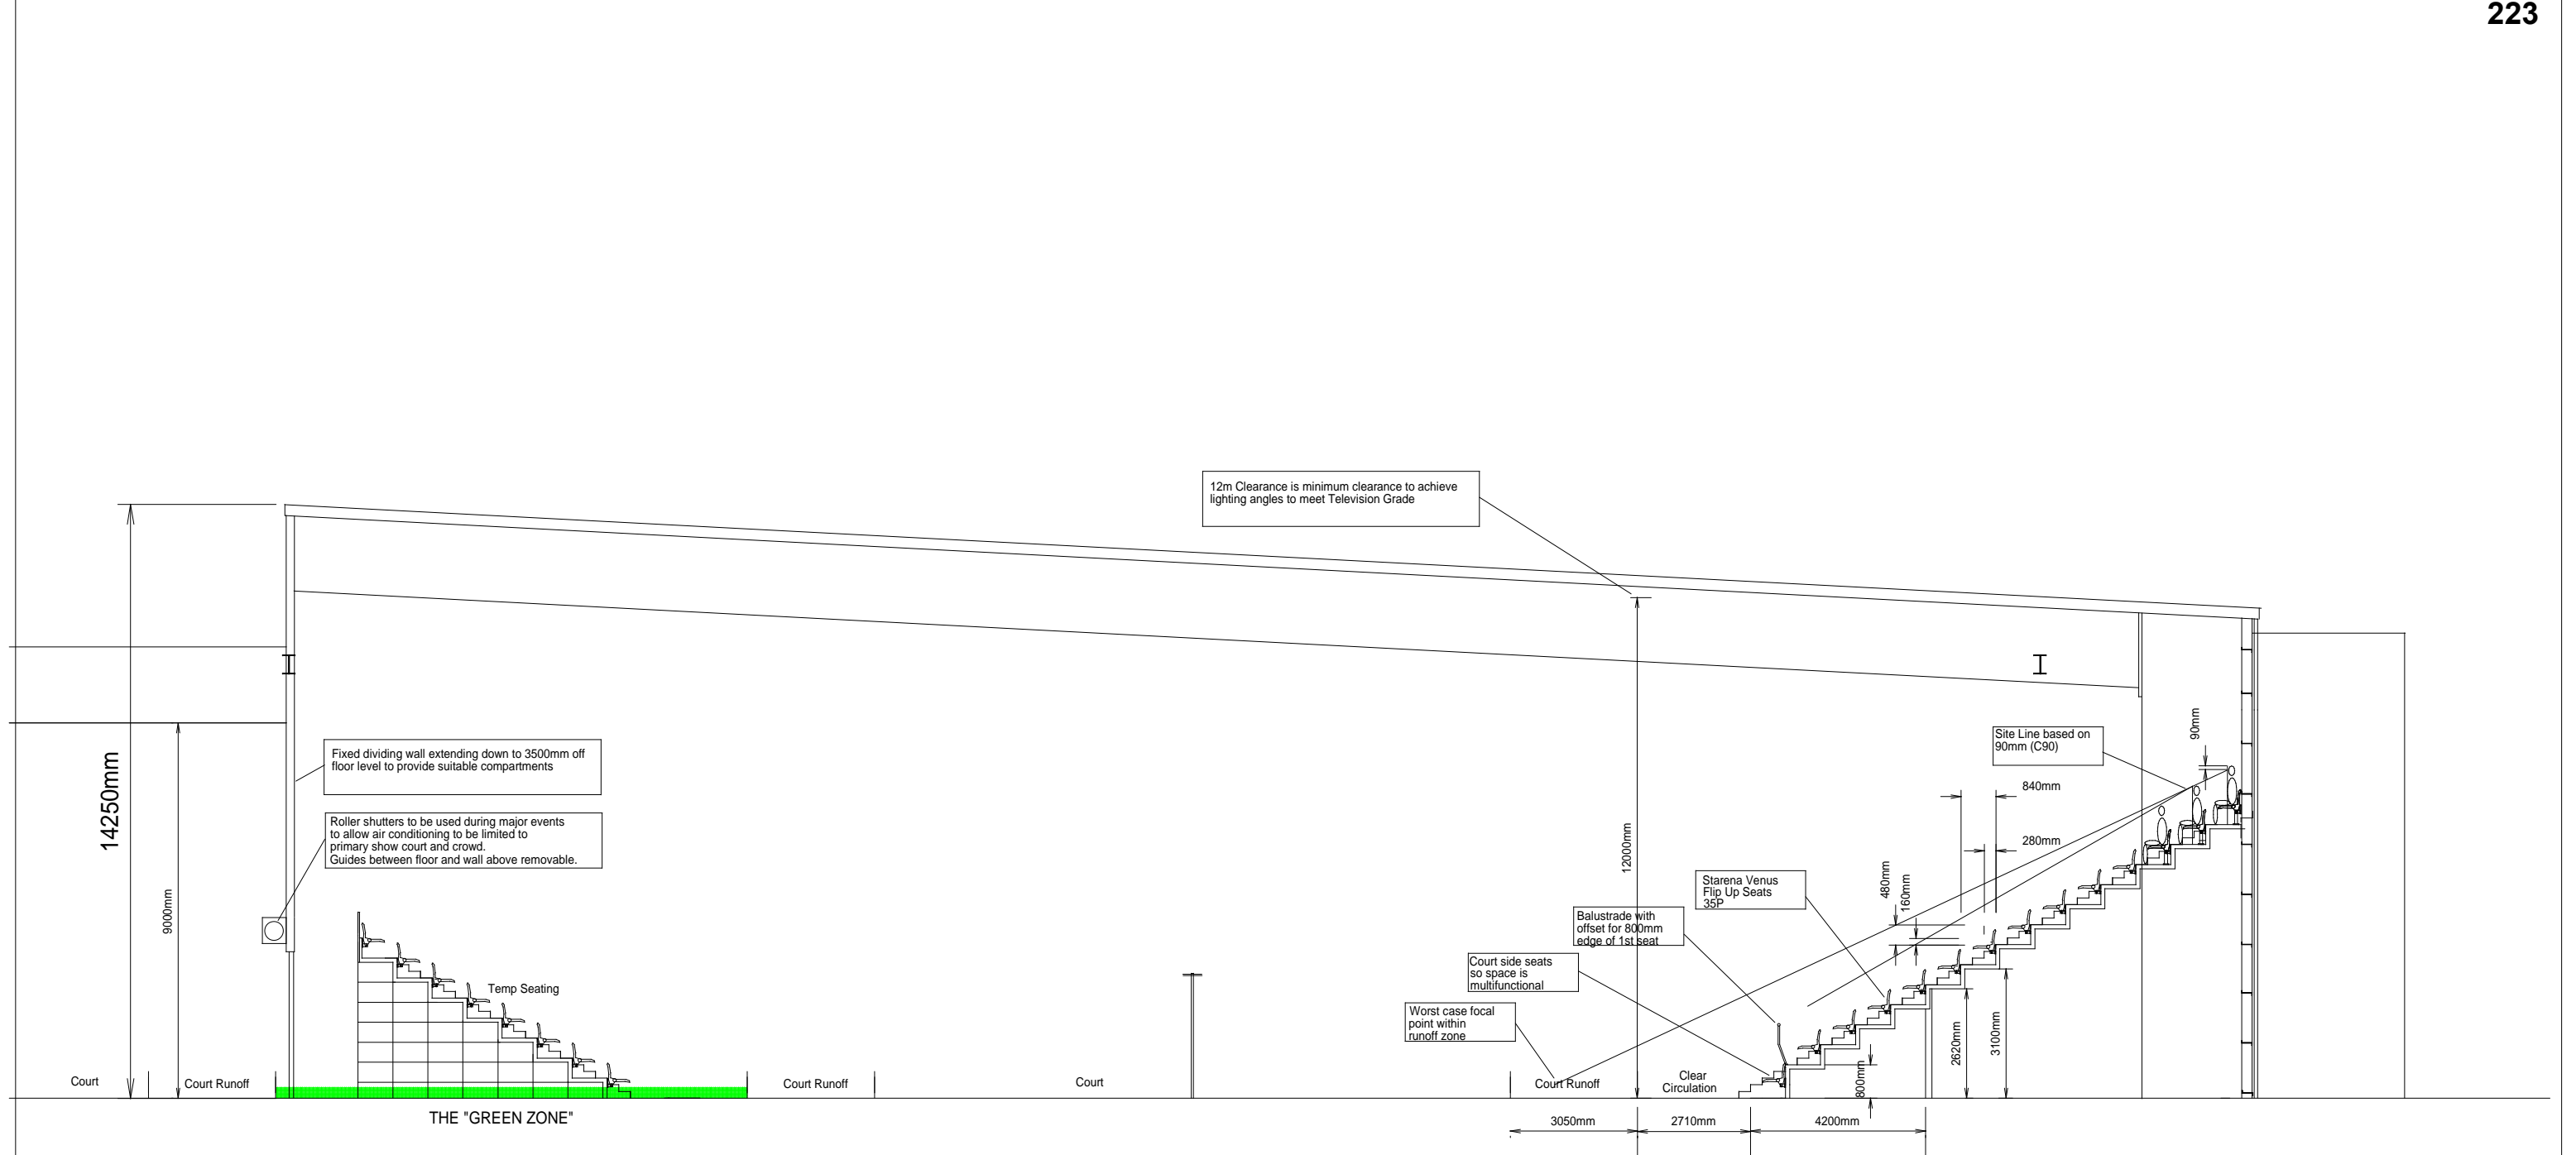 223
12m Clearance is minimum clearance to achieve
lighting angles to meet Television Grade
14250mm
9000mm
Fixed dividing wall extending down to 3500mm off
floor level to provide suitable compartments
Roller shutters to be used during major events
to allow air conditioning to be limited to
primary show court and crowd.
Guides between floor and wall above removable.
Temp Seating
12000mm
Site Line based on
90mm (C90)
90mm
840mm
280mm
480mm
160mm
Starena Venus
Flip Up Seats
35P
Balustrade with
offset for 800mm
edge of 1st seat
Court side seats
so space is
multifunctional
Worst case focal
point within
runoff zone
2620mm
3100mm
800mm
Court
Court Runoff
Court Runoff
Court
Court Runoff
Clear
Circulation
THE "GREEN ZONE"
3050mm
2710mm
4200mm